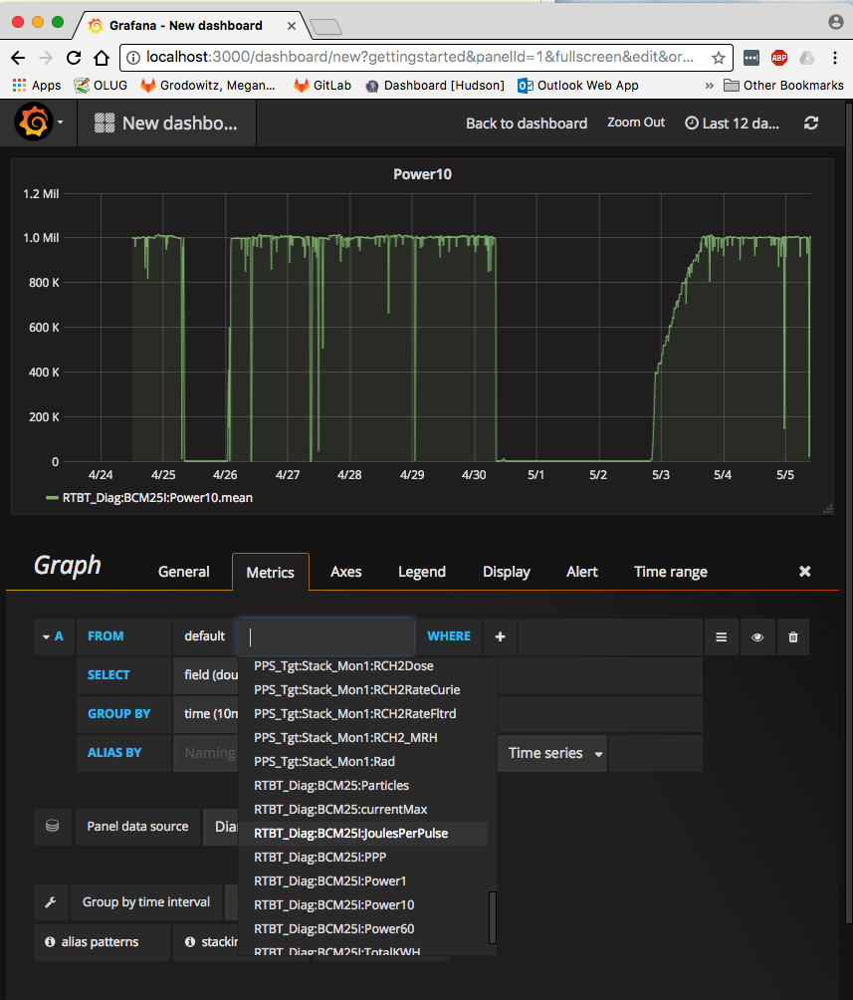 Grafana - New dashboard
localhost:3000/dashboard/new?gettingstarted&panelId=1&fullscreen&edit&or...
Apps OLUG Grodowitz, Megan... GitLab Dashboard [Hudson] Outlook Web App » Other Bookmarks
New dashbo... Back to dashboard Zoom Out Last 12 da...
Power10
1.2 Mil
1.0 Mil
800 K
600 K
400 K
200 K
0
4/24 4/25 4/26 4/27 4/28 4/29 4/30 5/1 5/2 5/3 5/4 5/5
RTBT_Diag:BCM25I:Power10.mean
Graph General Metrics Axes Legend Display Alert Time range
A FROM default WHERE +
SELECT field (dou
GROUP BY time (10m
ALIAS BY Naming Time series
Panel data source Dia
Group by time interval
alias patterns stackin
PPS_Tgt:Stack_Mon1:RCH2Dose
PPS_Tgt:Stack_Mon1:RCH2RateCurie
PPS_Tgt:Stack_Mon1:RCH2RateFltrd
PPS_Tgt:Stack_Mon1:RCH2_MRH
PPS_Tgt:Stack_Mon1:Rad
RTBT_Diag:BCM25:Particles
RTBT_Diag:BCM25:currentMax
RTBT_Diag:BCM25I:JoulesPerPulse
RTBT_Diag:BCM25I:PPP
RTBT_Diag:BCM25I:Power1
RTBT_Diag:BCM25I:Power10
RTBT_Diag:BCM25I:Power60
RTBT_Diag:BCM25I:TotalKWH